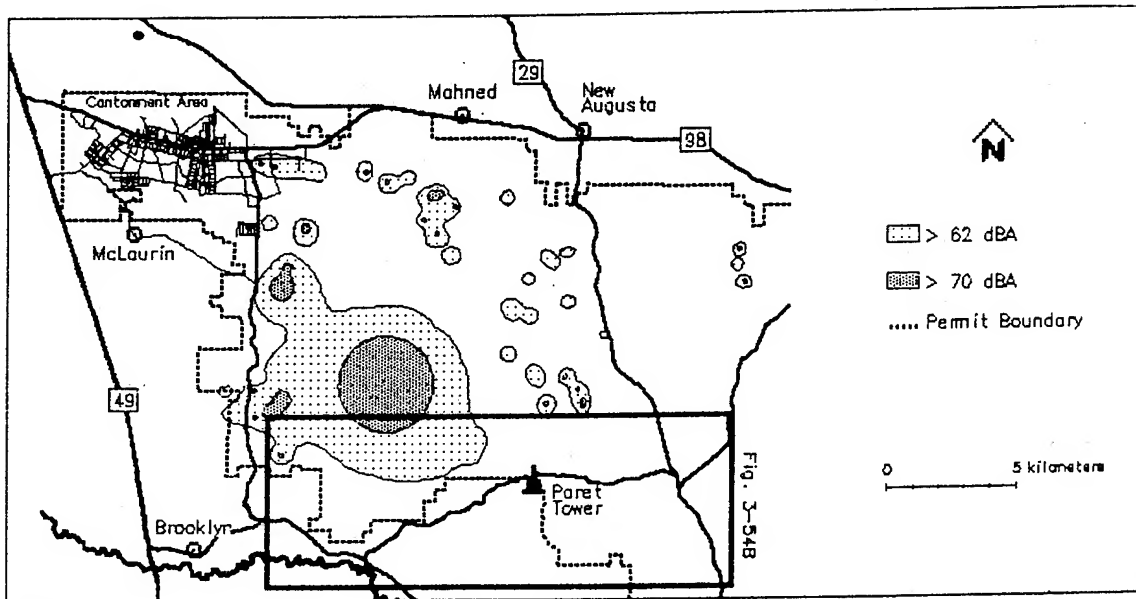 Cantonment Area
Mahned
29
New
Augusta
98
N
McLaurin
> 62 dBA
> 70 dBA
Permit Boundary
49
0
5 kilometers
Paret
Tower
Brooklyn
Fig. 3-54B